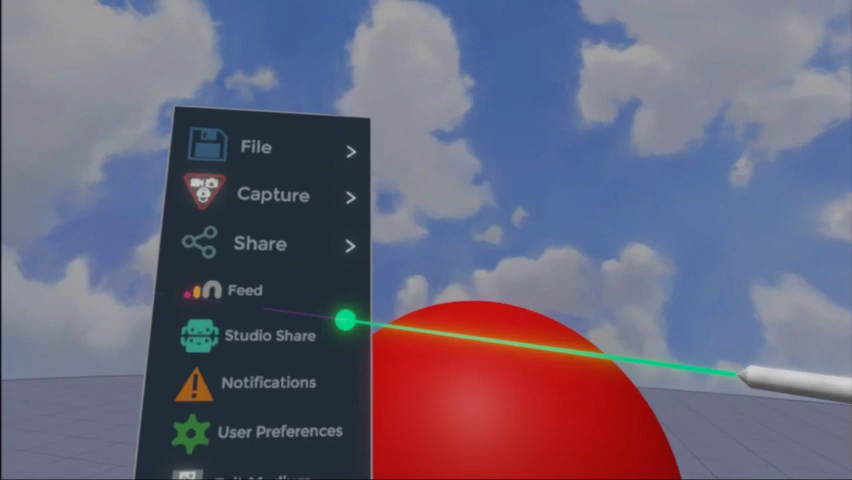 File
Capture
Share
Feed
Studio Share
Notifications
User Preferences